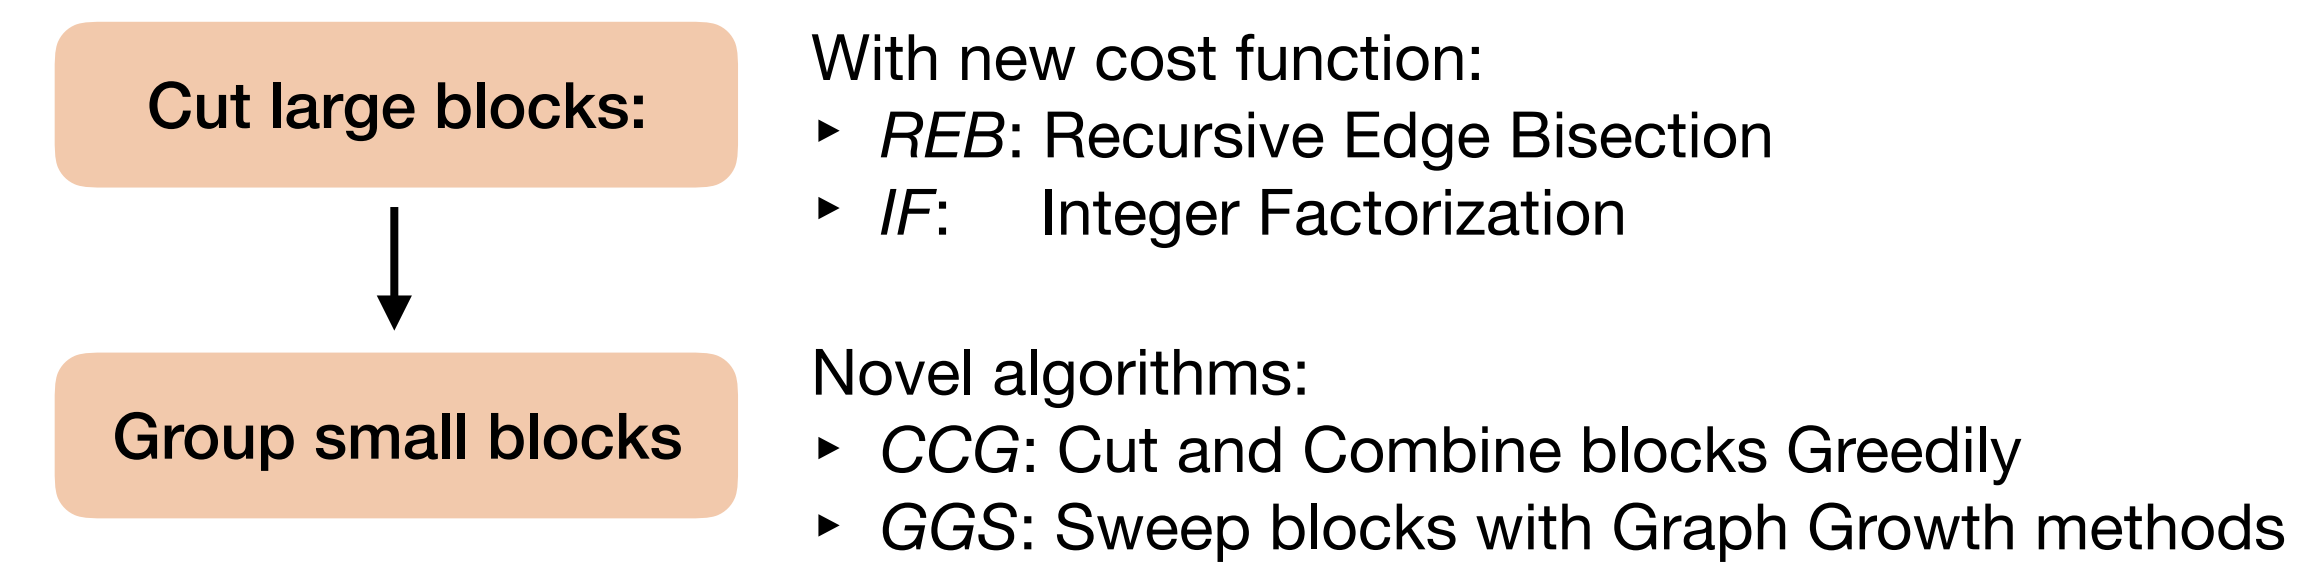 Cut large blocks:
With new cost function:
‣ REB: Recursive Edge Bisection
‣ IF: Integer Factorization
Group small blocks
Novel algorithms:
‣ CCG: Cut and Combine blocks Greedily
‣ GGS: Sweep blocks with Graph Growth methods